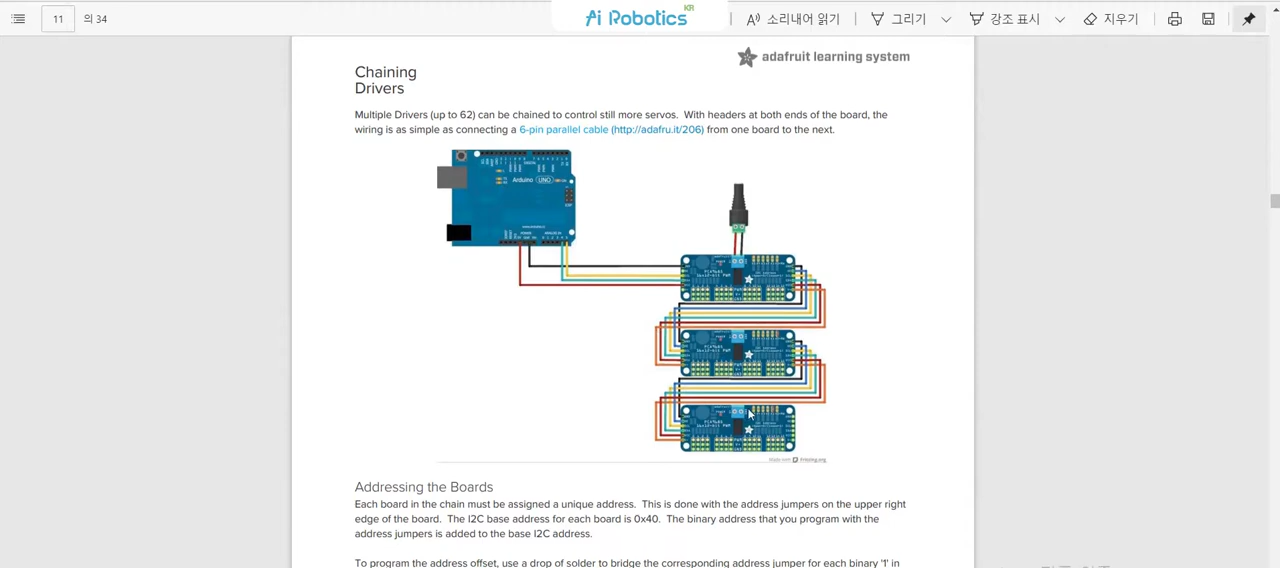 11 의 34
Ai Robotics KR
소리내어 읽기
그리기
강조 표시
지우기
adafruit learning system
Chaining
Drivers
Multiple Drivers (up to 62) can be chained to control still more servos. With headers at both ends of the board, the
wiring is as simple as connecting a 6-pin parallel cable (http://adafru.it/206) from one board to the next.
Arduino UNO
Made with Fritzing.org
Addressing the Boards
Each board in the chain must be assigned a unique address. This is done with the address jumpers on the upper right
edge of the board. The I2C base address for each board is 0x40. The binary address that you program with the
address jumpers is added to the base I2C address.
To program the address offset, use a drop of solder to bridge the corresponding address jumper for each binary '1' in